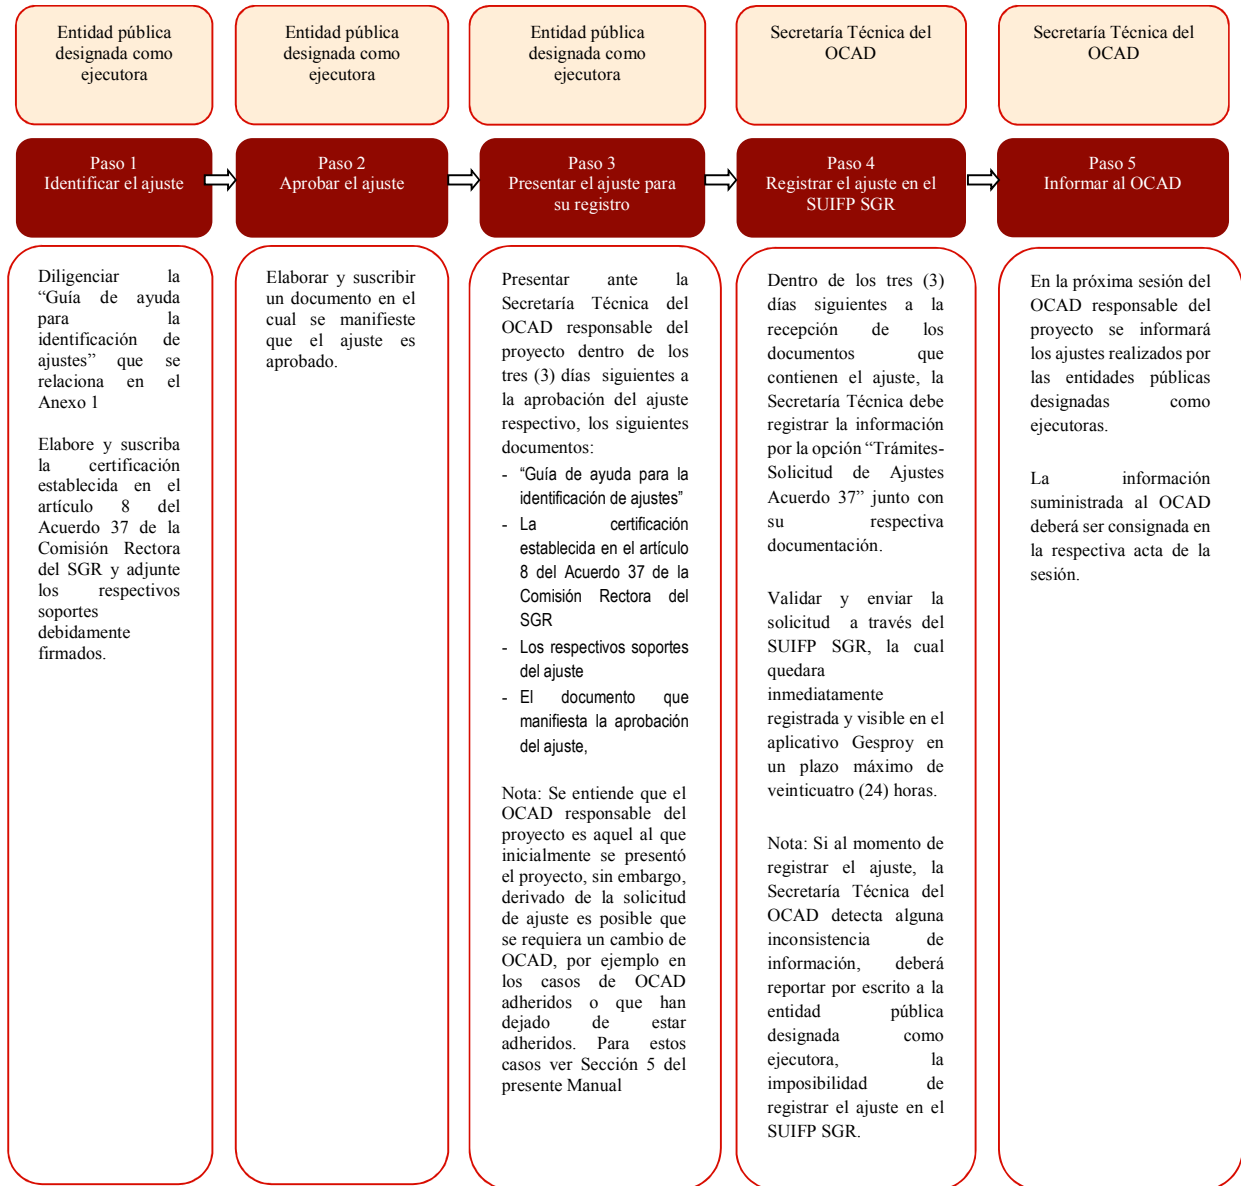 Entidad pública
designada como
ejecutora
Entidad pública
designada como
ejecutora
Entidad pública
designada como
ejecutora
Secretaría Técnica del
OCAD
Secretaría Técnica del
OCAD
Paso 1
Identificar el ajuste
Paso 2
Aprobar el ajuste
Paso 3
Presentar el ajuste para
su registro
Paso 4
Registrar el ajuste en el
SUIFP SGR
Paso 5
Informar al OCAD
Diligenciar la
“Guía de ayuda
para la
identificación de
ajustes” que se
relaciona en el
Anexo 1
Elabore y suscriba
la certificación
establecida en el
artículo 8 del
Acuerdo 37 de la
Comisión Rectora
del SGR y adjunte
los respectivos
soportes
debidamente
firmados.
Elaborar y suscribir
un documento en el
cual se manifieste
que el ajuste es
aprobado.
Presentar ante la
Secretaría Técnica del
OCAD responsable del
proyecto dentro de los
tres (3) días siguientes a
la aprobación del ajuste
respectivo, los siguientes
documentos:
- “Guía de ayuda para la
identificación de ajustes”
- La certificación
establecida en el artículo
8 del Acuerdo 37 de la
Comisión Rectora del
SGR
- Los respectivos soportes
del ajuste
- El documento que
manifiesta la aprobación
del ajuste,
Nota: Se entiende que el
OCAD responsable del
proyecto es aquel al que
inicialmente se presentó
el proyecto, sin embargo,
derivado de la solicitud
de ajuste es posible que
se requiera un cambio de
OCAD, por ejemplo en
los casos de OCAD
adheridos o que han
dejado de estar
adheridos. Para estos
casos ver Sección 5 del
presente Manual
Dentro de los tres (3)
días siguientes a la
recepción de los
documentos que
contienen el ajuste, la
Secretaría Técnica debe
registrar la información
por la opción “Trámites-
Solicitud de Ajustes
Acuerdo 37” junto con
su respectiva
documentación.
Validar y enviar la
solicitud a través del
SUIFP SGR, la cual
quedara
inmediatamente
registrada y visible en el
aplicativo Gesproy en
un plazo máximo de
veinticuatro (24) horas.
Nota: Si al momento de
registrar el ajuste, la
Secretaría Técnica del
OCAD detecta alguna
inconsistencia de
información, deberá
reportar por escrito a la
entidad pública
designada como
ejecutora, la
imposibilidad de
registrar el ajuste en el
SUIFP SGR.
En la próxima sesión del
OCAD responsable del
proyecto se informará
los ajustes realizados por
las entidades públicas
designadas como
ejecutoras.
La información
suministrada al OCAD
deberá ser consignada en
la respectiva acta de la
sesión.